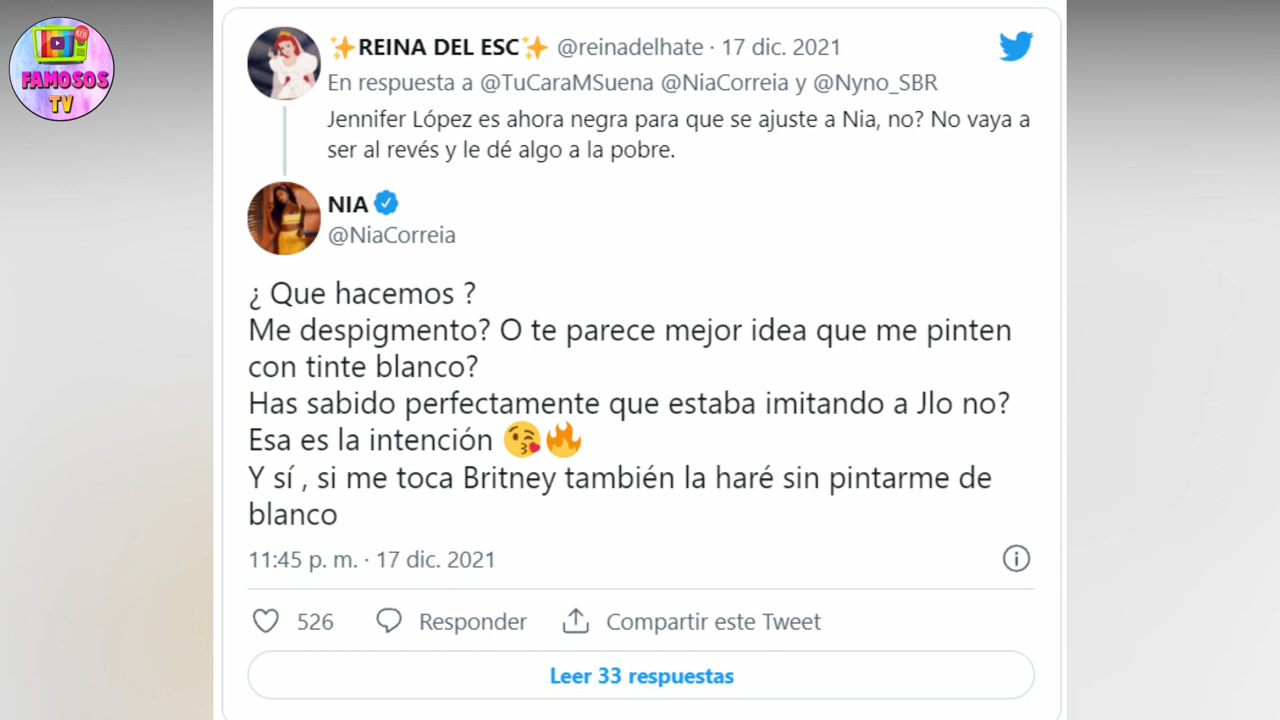 FAMOSOS
TV
✨REINA DEL ESC✨ @reinadelhate · 17 dic. 2021
En respuesta a @TuCaraMSuena @NiaCorreia y @Nyno_SBR
Jennifer López es ahora negra para que se ajuste a Nia, no? No vaya a
ser al revés y le dé algo a la pobre.
NIA
@NiaCorreia
¿ Que hacemos ?
Me despigmento? O te parece mejor idea que me pinten
con tinte blanco?
Has sabido perfectamente que estaba imitando a Jlo no?
Esa es la intención 😘🔥
Y sí , si me toca Britney también la haré sin pintarme de
blanco
11:45 p. m. · 17 dic. 2021
526 Responder Compartir este Tweet
Leer 33 respuestas